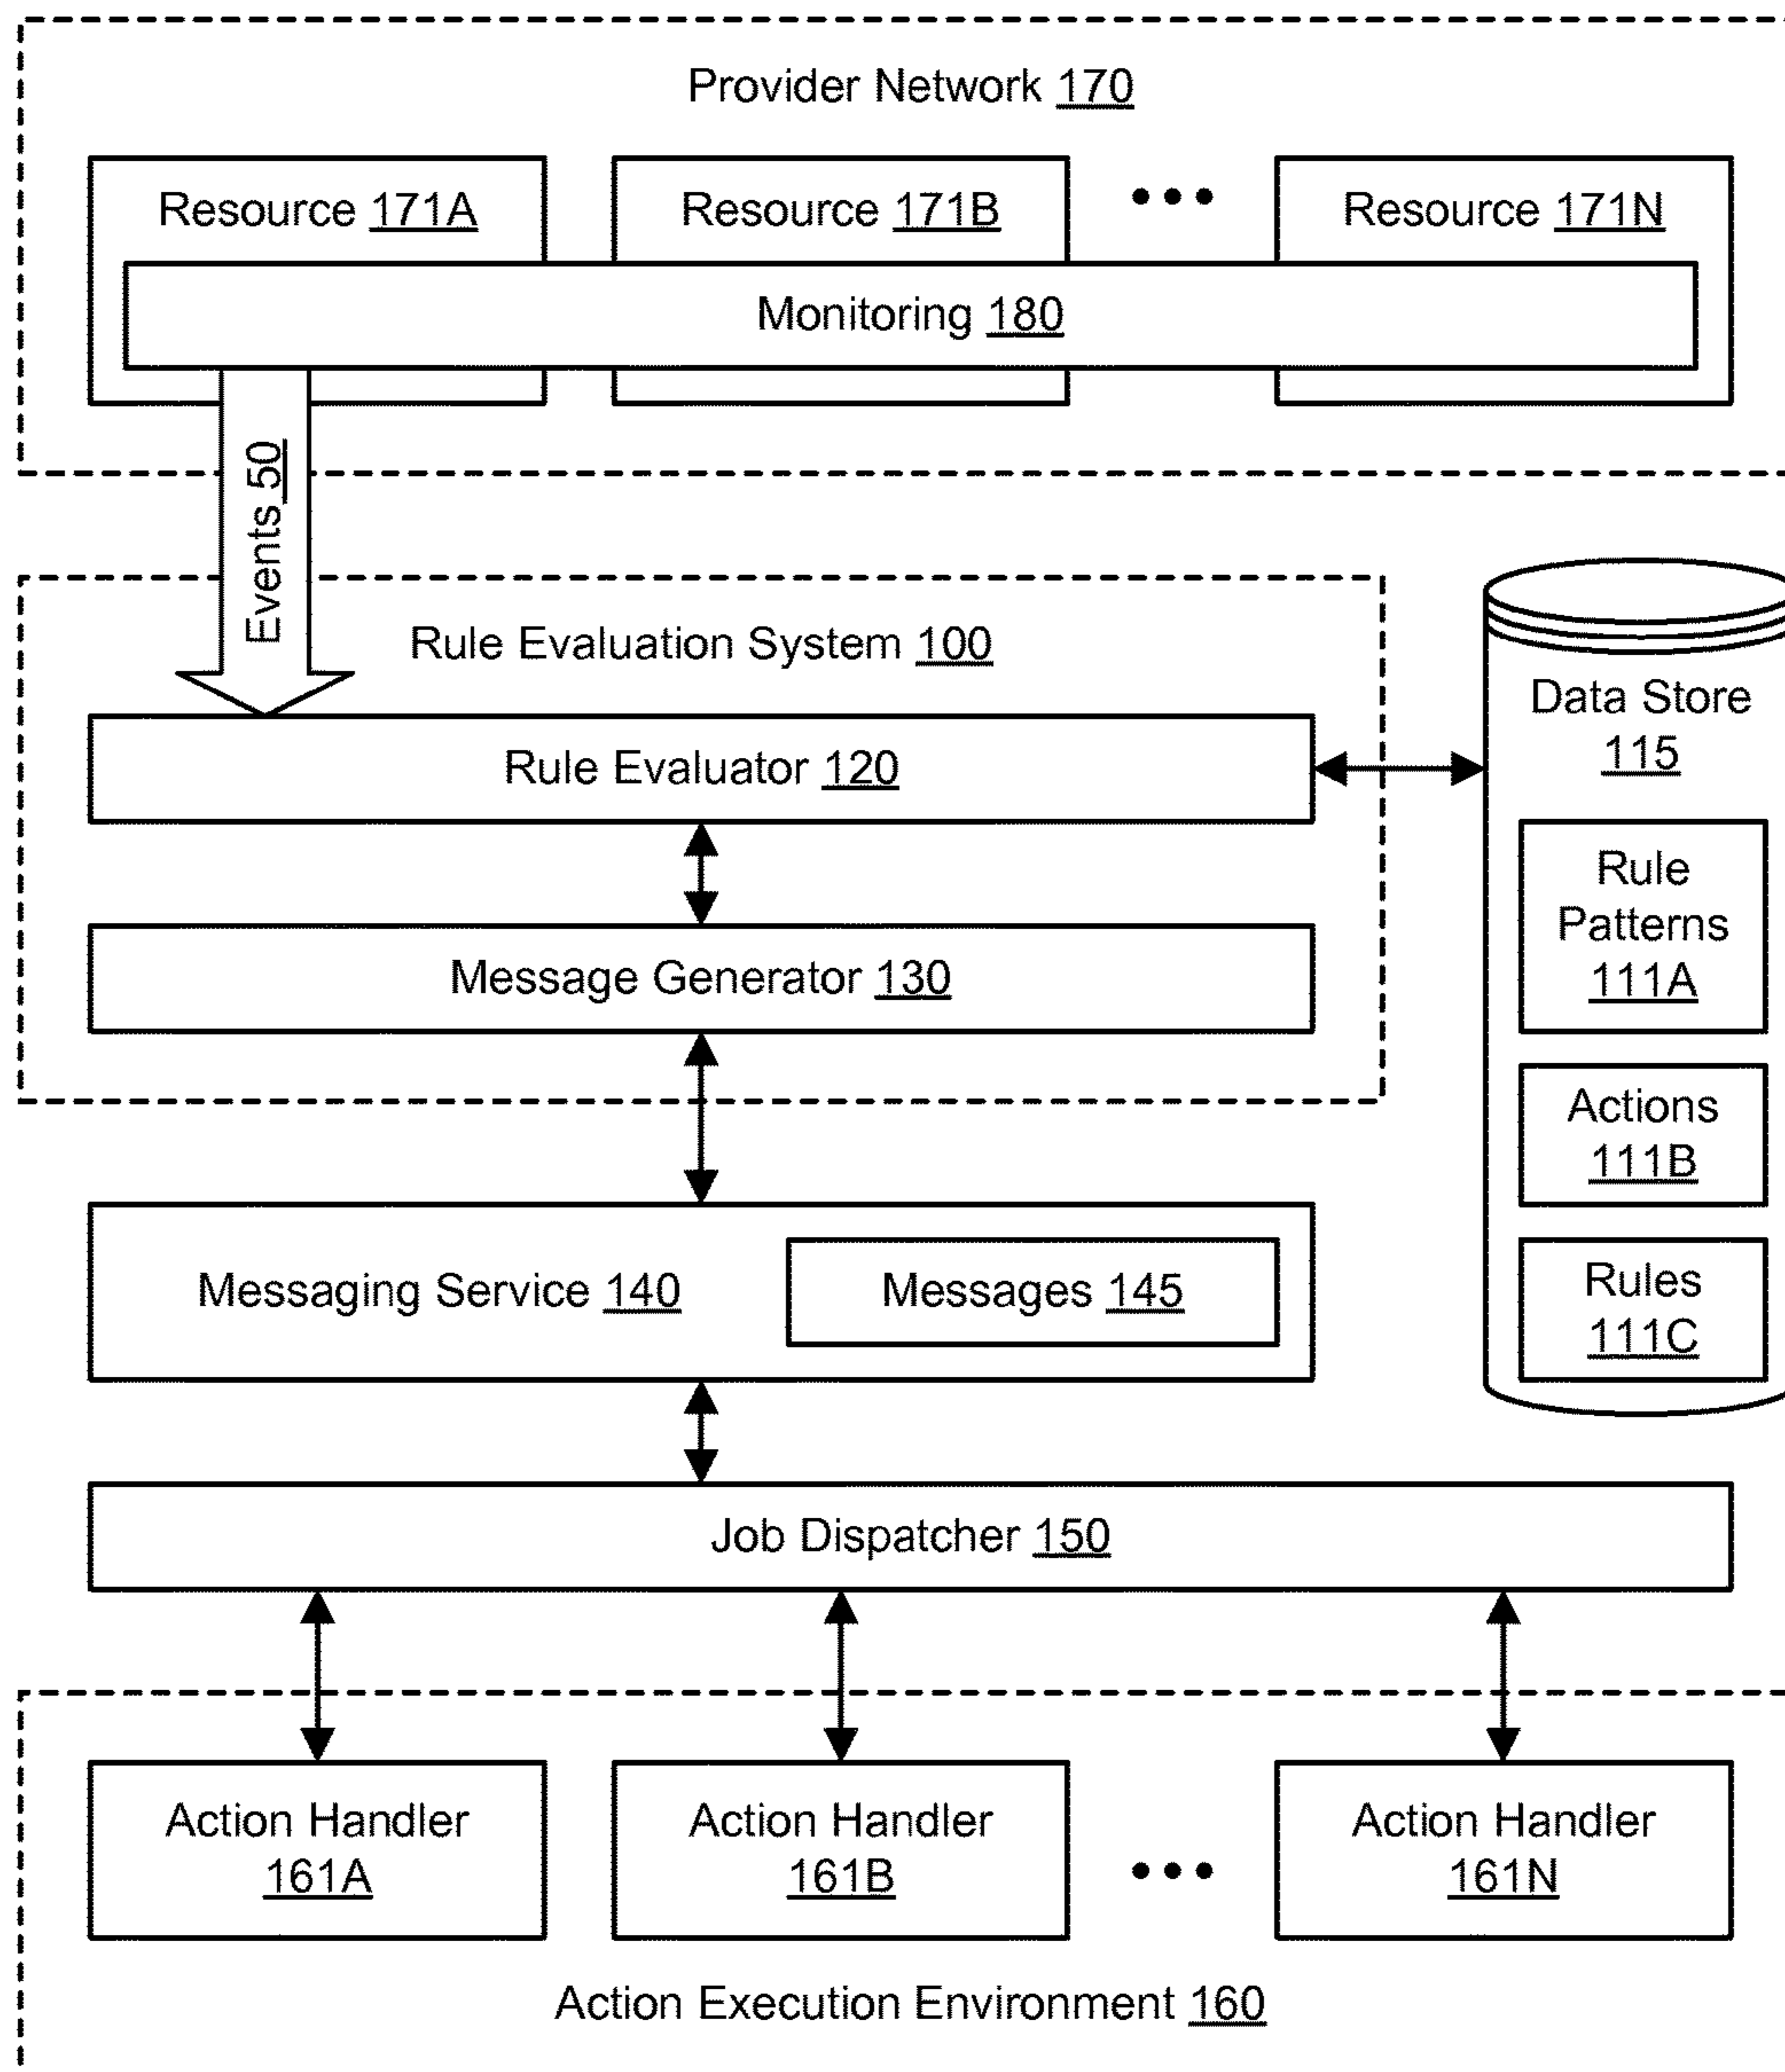 Provider Network 170
Resource 171A
Resource 171B
Resource 171N
Monitoring 180
Events 50
Rule Evaluation System 100
Rule Evaluator 120
Message Generator 130
Data Store
115
Rule
Patterns
111A
Actions
111B
Rules
111C
Messaging Service 140
Messages 145
Job Dispatcher 150
Action Handler
161A
Action Handler
161B
Action Handler
161N
Action Execution Environment 160